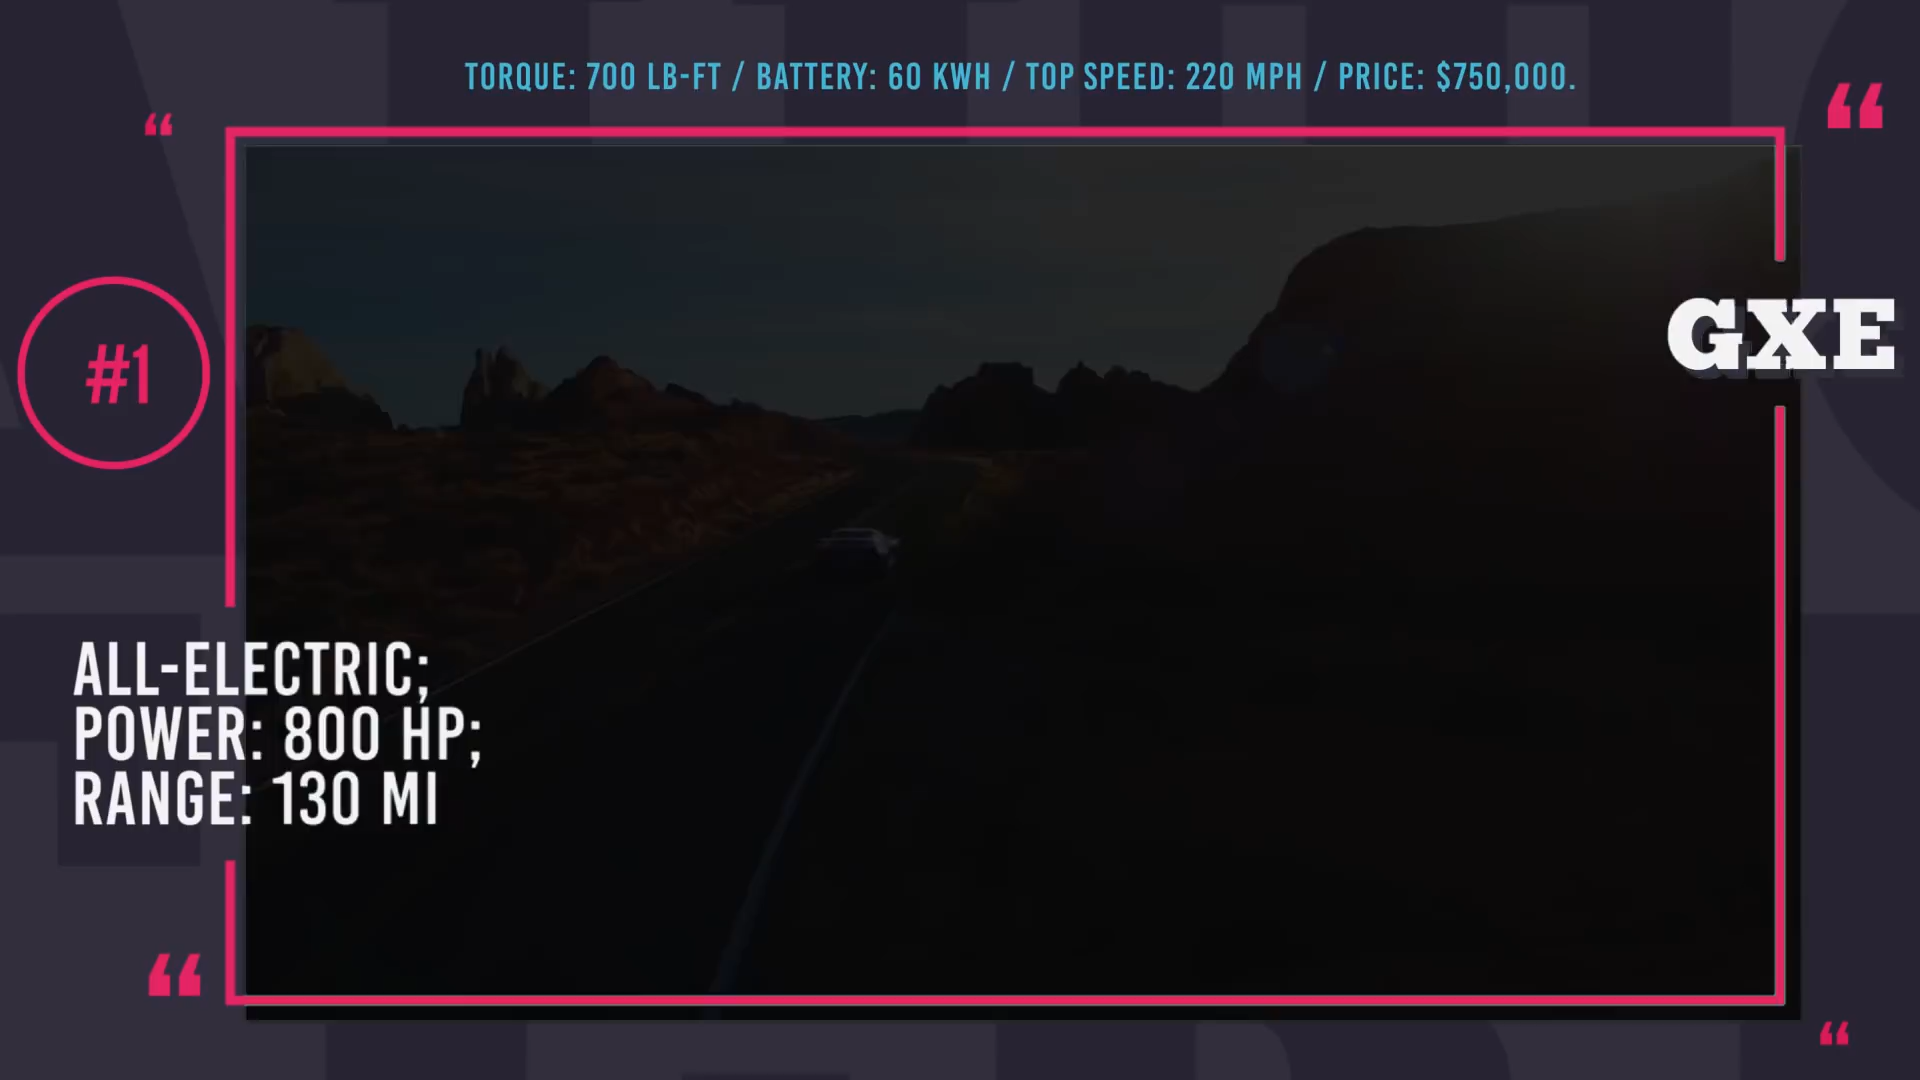 TORQUE: 700 LB-FT / BATTERY: 60 KWH / TOP SPEED: 220 MPH / PRICE: $750,000.
#1
GXE
ALL-ELECTRIC;
POWER: 800 HP;
RANGE: 130 MI